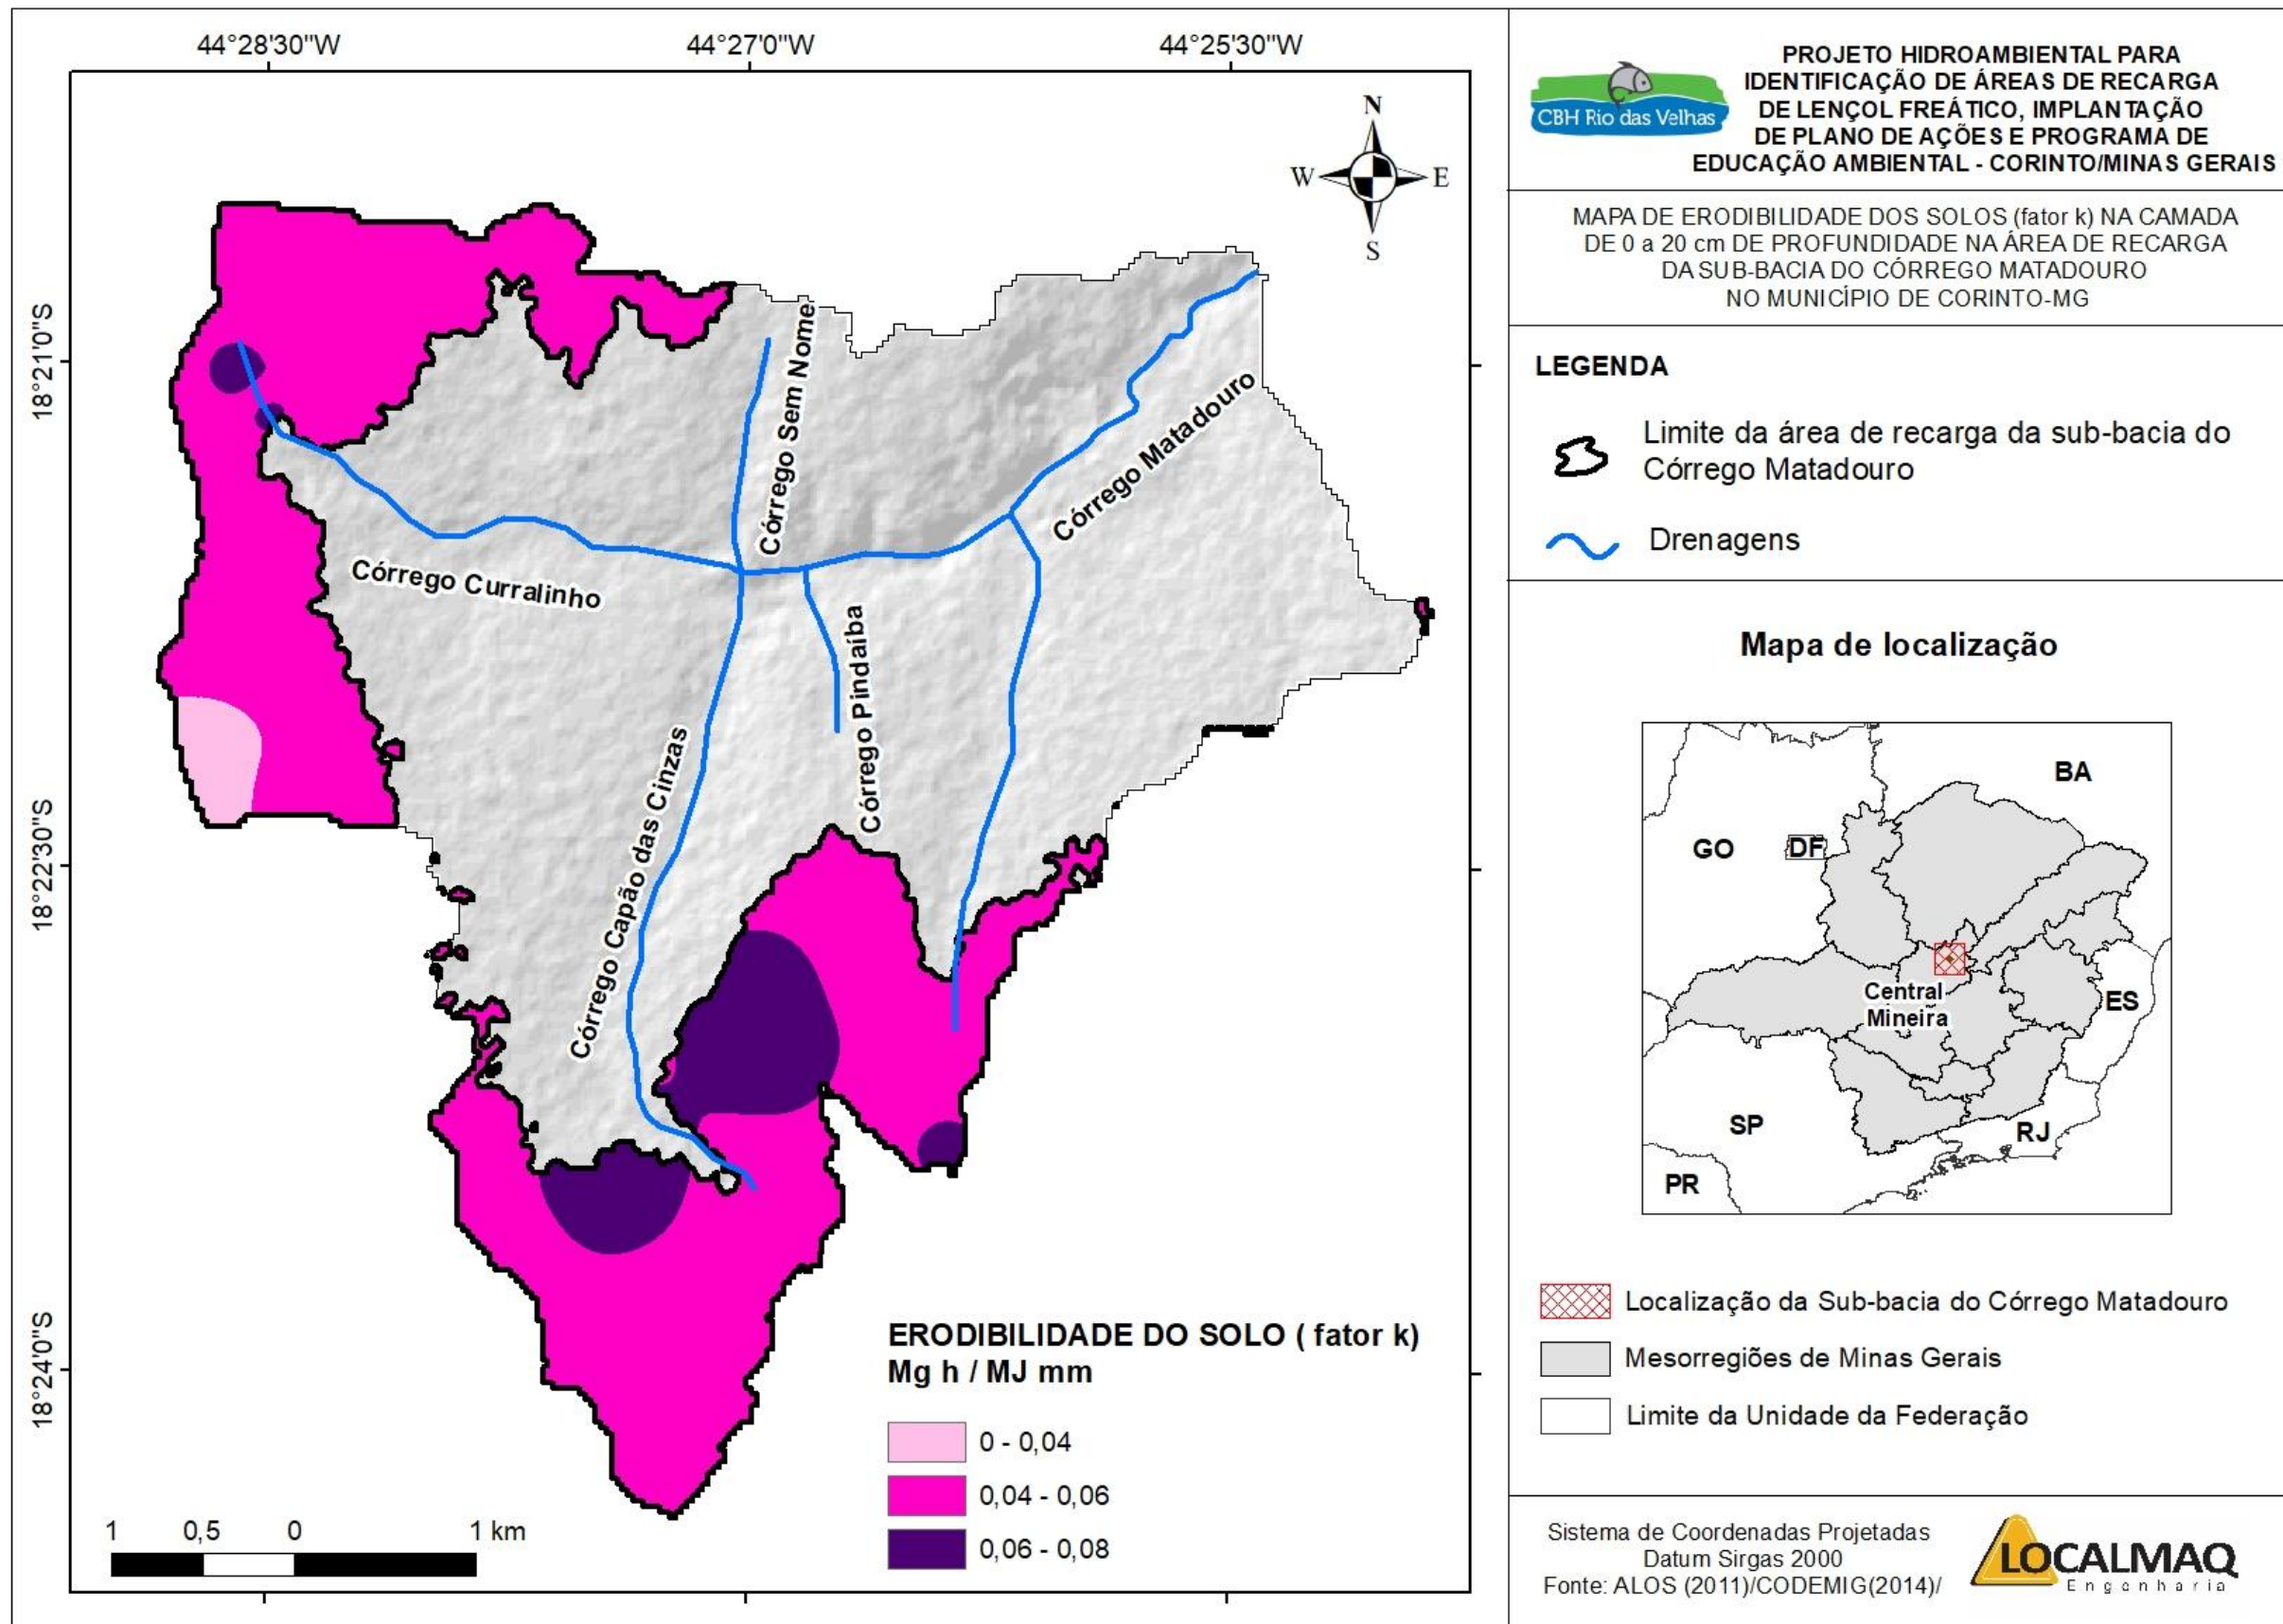 44°28'30"W
44°27'0"W
44°25'30"W
18°21'0"S
18°22'30"S
18°24'0"S
N
W
E
S
Córrego Sem Nome
Córrego Matadouro
Córrego Curralinho
Córrego Pindaíba
Córrego Capão das Cinzas
ERODIBILIDADE DO SOLO ( fator k)
Mg h / MJ mm
0 - 0,04
0,04 - 0,06
0,06 - 0,08
1 0,5 0 1 km
CBH Rio das Velhas
PROJETO HIDROAMBIENTAL PARA
IDENTIFICAÇÃO DE ÁREAS DE RECARGA
DE LENÇOL FREÁTICO, IMPLANTAÇÃO
DE PLANO DE AÇÕES E PROGRAMA DE
EDUCAÇÃO AMBIENTAL - CORINTO/MINAS GERAIS
MAPA DE ERODIBILIDADE DOS SOLOS (fator k) NA CAMADA
DE 0 a 20 cm DE PROFUNDIDADE NA ÁREA DE RECARGA
DA SUB-BACIA DO CÓRREGO MATADOURO
NO MUNICÍPIO DE CORINTO-MG
LEGENDA
Limite da área de recarga da sub-bacia do
Córrego Matadouro
Drenagens
Mapa de localização
BA
GO
DF
Central
Mineira
ES
SP
RJ
PR
Localização da Sub-bacia do Córrego Matadouro
Mesorregiões de Minas Gerais
Limite da Unidade da Federação
Sistema de Coordenadas Projetadas
Datum Sirgas 2000
Fonte: ALOS (2011)/CODEMIG(2014)/
LOCALMAQ
Engenharia